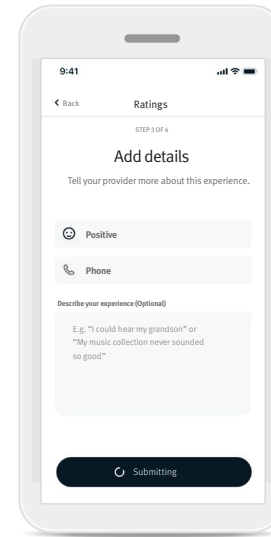 9:41
Back
Ratings
STEP 3 OF 4
Add details
Tell your provider more about this experience.
Positive
Phone
Describe your experience (Optional)
E.g. “I could hear my grandson” or
“My music collection never sounded
so good”
Submitting